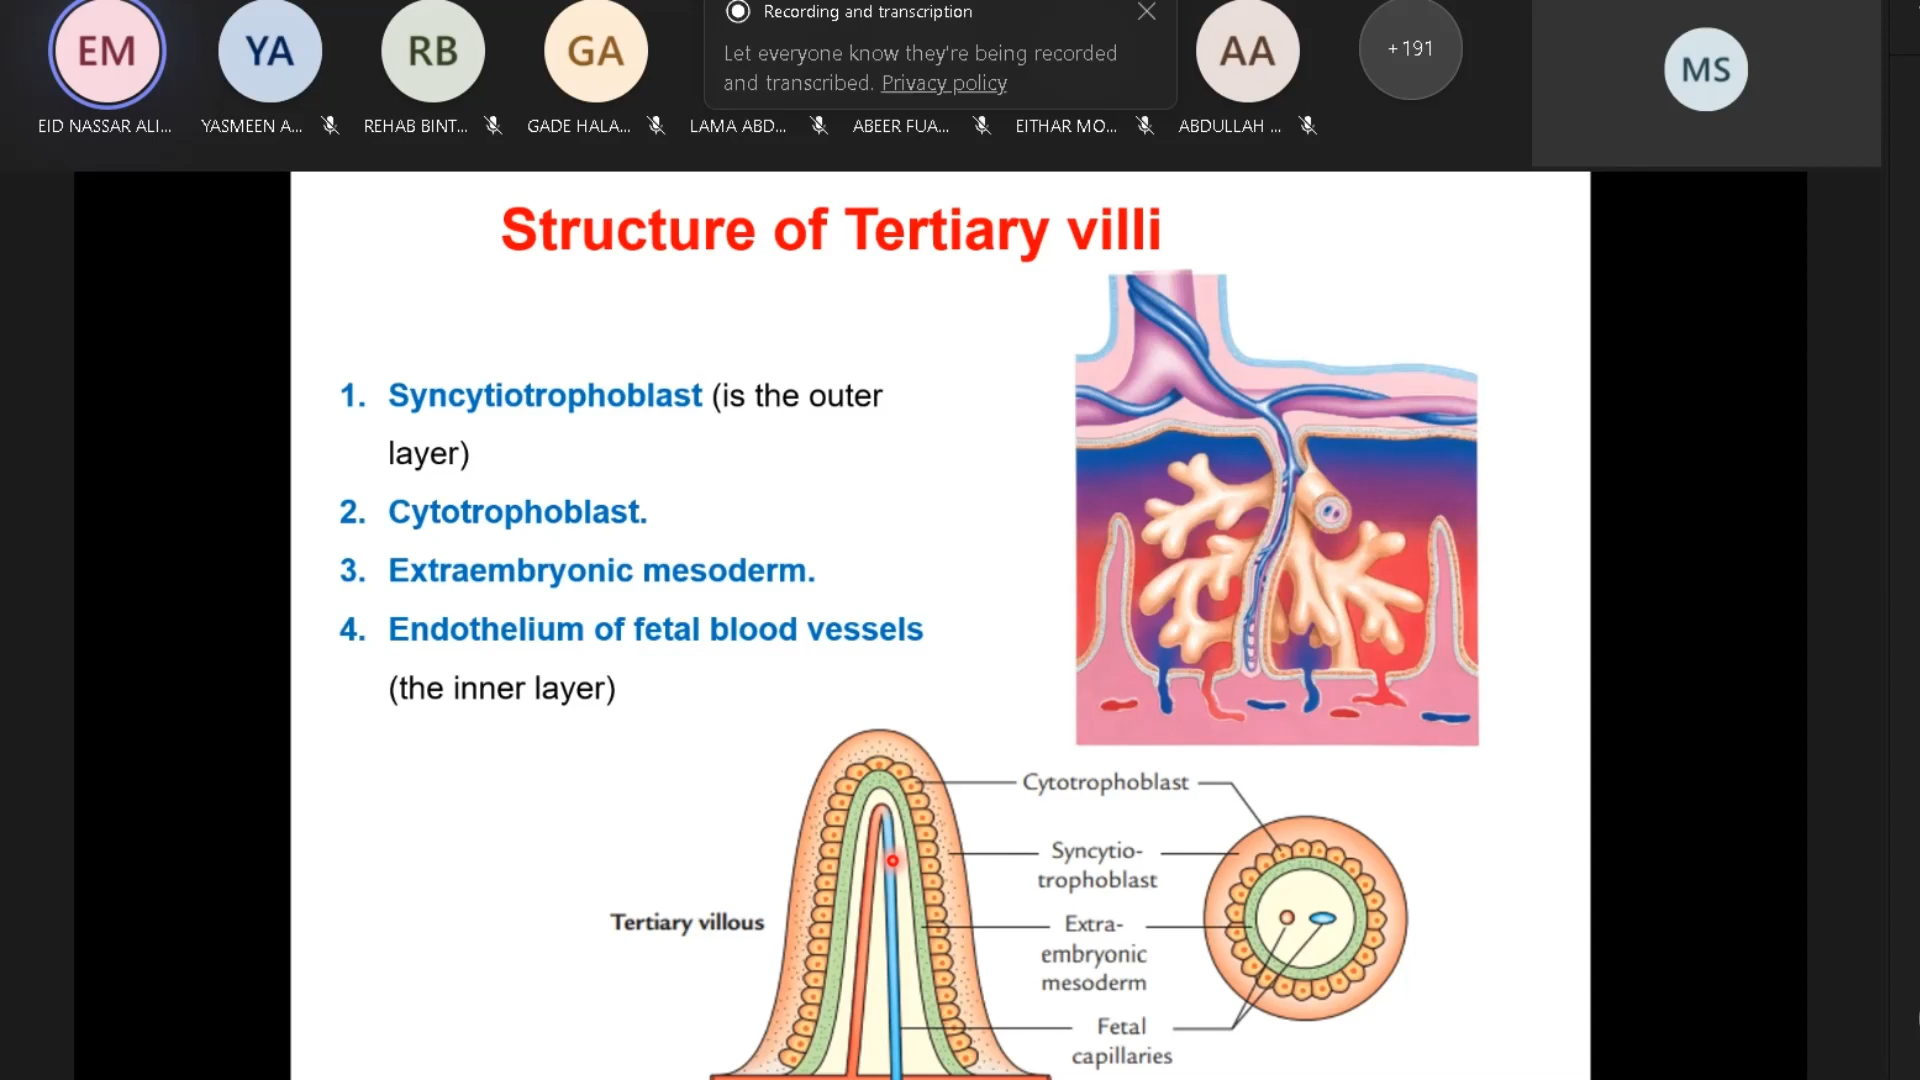 EM
YA
RB
GA
Recording and transcription
Let everyone know they're being recorded
and transcribed. Privacy policy
AA
+191
MS
EID NASSAR ALI...
YASMEEN A...
REHAB BINT...
GADE HALA...
LAMA ABD...
ABEER FUA...
EITHAR MO...
ABDULLAH ...
Structure of Tertiary villi
1. Syncytiotrophoblast (is the outer
layer)
2. Cytotrophoblast.
3. Extraembryonic mesoderm.
4. Endothelium of fetal blood vessels
(the inner layer)
Cytotrophoblast
Syncytio-
trophoblast
Tertiary villous
Extra-
embryonic
mesoderm
Fetal
capillaries